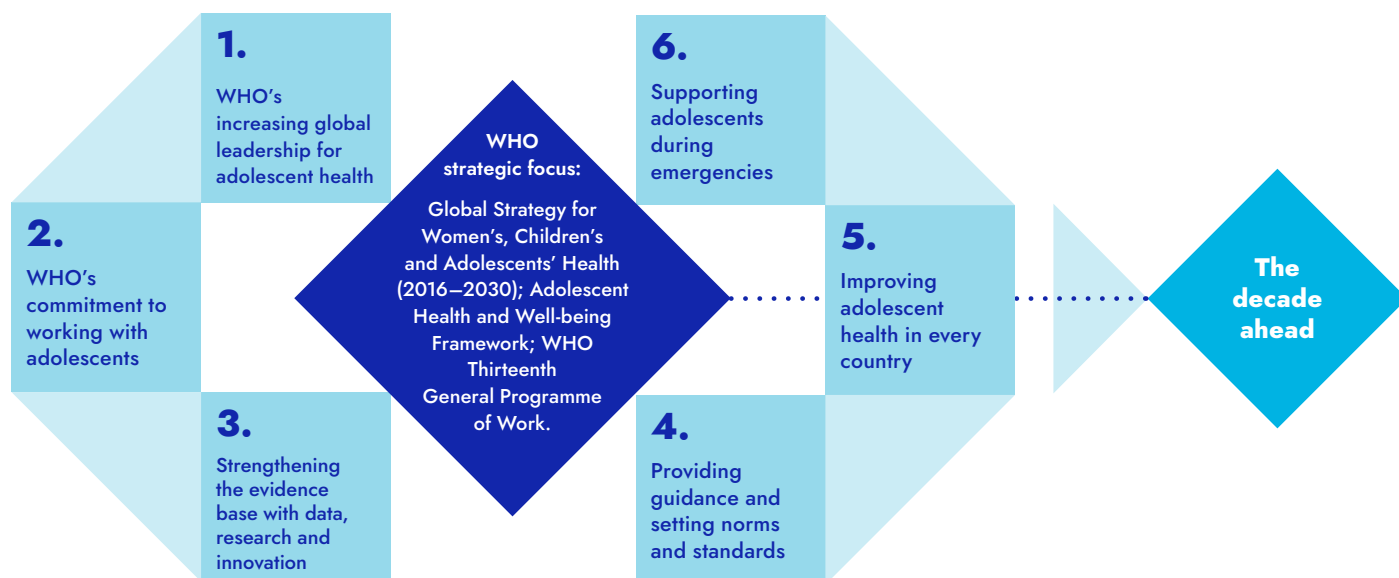 1.
WHO's
increasing global
leadership for
adolescent health
2.
WHO's
commitment to
working with
adolescents
3.
Strengthening
the evidence
base with data,
research and
innovation
WHO
strategic focus:
Global Strategy for
Women's, Children's
and Adolescents' Health
(2016–2030); Adolescent
Health and Well-being
Framework; WHO
Thirteenth
General Programme
of Work.
4.
Providing
guidance and
setting norms
and standards
5.
Improving
adolescent
health in every
country
6.
Supporting
adolescents
during
emergencies
The
decade
ahead